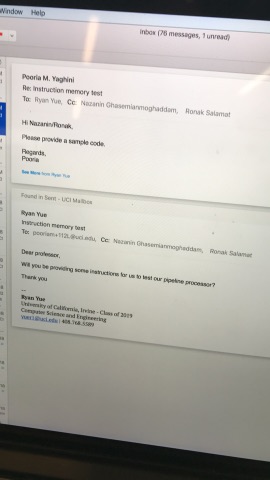 Window Help
Inbox (76 messages, 1 unread)
Pooria M. Yaghini
Re: instruction memory test
To: Ryan Yue, Cc: Nazanin Ghasemianmoghaddam, Ronak Salamat
Hi Nazanin/Ronak,
Please provide a sample code.
Regards,
Pooria
See More from Ryan Yue
Found in Sent - UCI Mailbox
Ryan Yue
instruction memory test
To: pooriam+112L@uci.edu, Cc: Nazanin Ghasemianmoghaddam, Ronak Salamat
Dear professor,
Will you be providing some instructions for us to test our pipeline processor?
Thank you
--
Ryan Yue
University of California, Irvine - Class of 2019
Computer Science and Engineering
yuer1@uci.edu | 408.768.5589